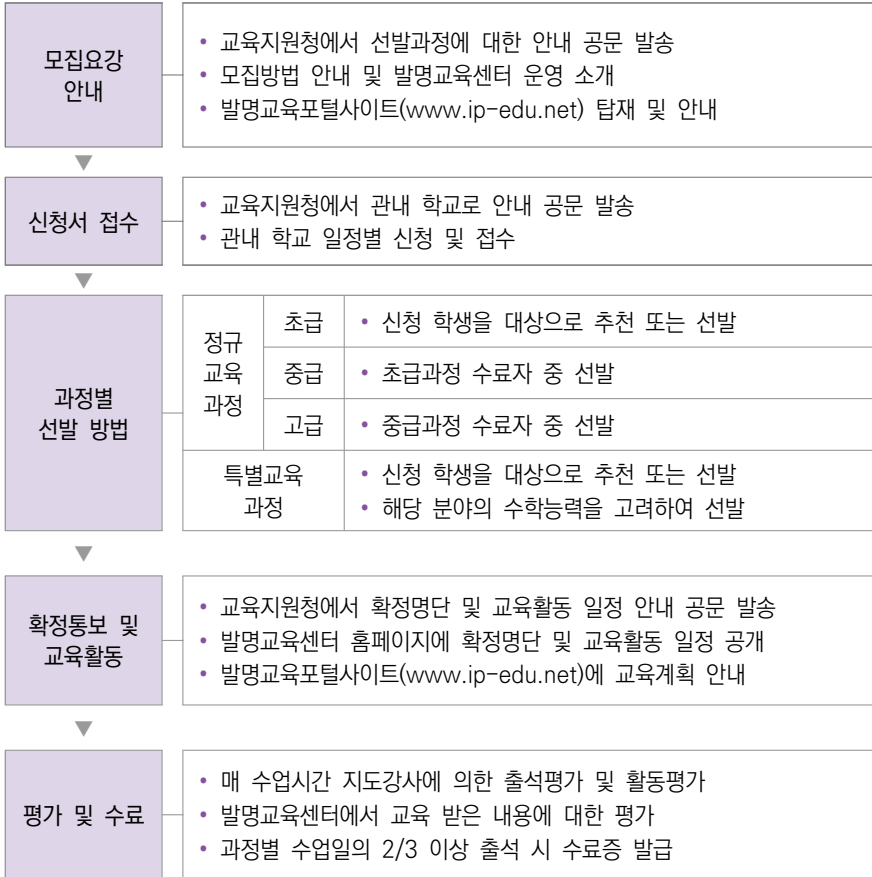 모집요강
안내
• 교육지원청에서 선발과정에 대한 안내 공문 발송
• 모집방법 안내 및 발명교육센터 운영 소개
• 발명교육포털사이트(www.ip-edu.net) 탑재 및 안내
▼
신청서 접수
• 교육지원청에서 관내 학교로 안내 공문 발송
• 관내 학교 일정별 신청 및 접수
▼
과정별
선발 방법
정규
교육
과정
초급
• 신청 학생을 대상으로 추천 또는 선발
중급
• 초급과정 수료자 중 선발
고급
• 중급과정 수료자 중 선발
특별교육
과정
• 신청 학생을 대상으로 추천 또는 선발
• 해당 분야의 수학능력을 고려하여 선발
▼
확정통보 및
교육활동
• 교육지원청에서 확정명단 및 교육활동 일정 안내 공문 발송
• 발명교육센터 홈페이지에 확정명단 및 교육활동 일정 공개
• 발명교육포털사이트(www.ip-edu.net)에 교육계획 안내
▼
평가 및 수료
• 매 수업시간 지도강사에 의한 출석평가 및 활동평가
• 발명교육센터에서 교육 받은 내용에 대한 평가
• 과정별 수업일의 2/3 이상 출석 시 수료증 발급